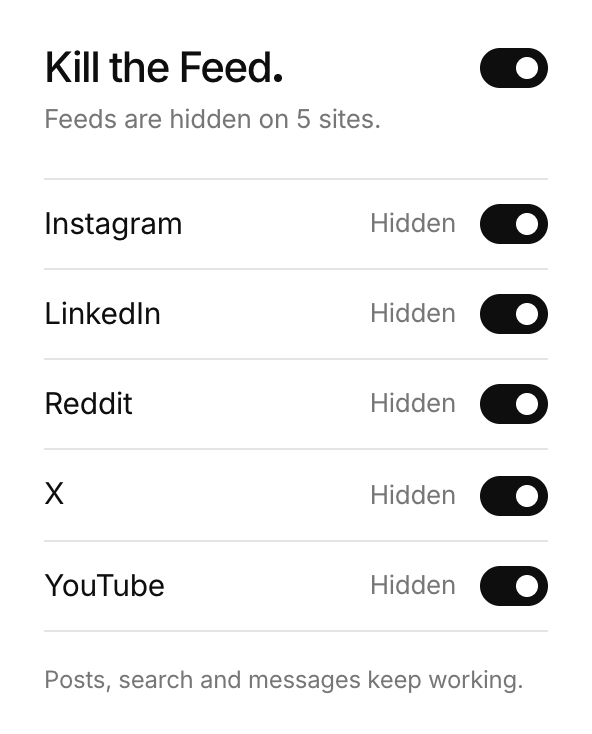 Kill the Feed.
Feeds are hidden on 5 sites.
Instagram Hidden
LinkedIn Hidden
Reddit Hidden
X Hidden
YouTube Hidden
Posts, search and messages keep working.